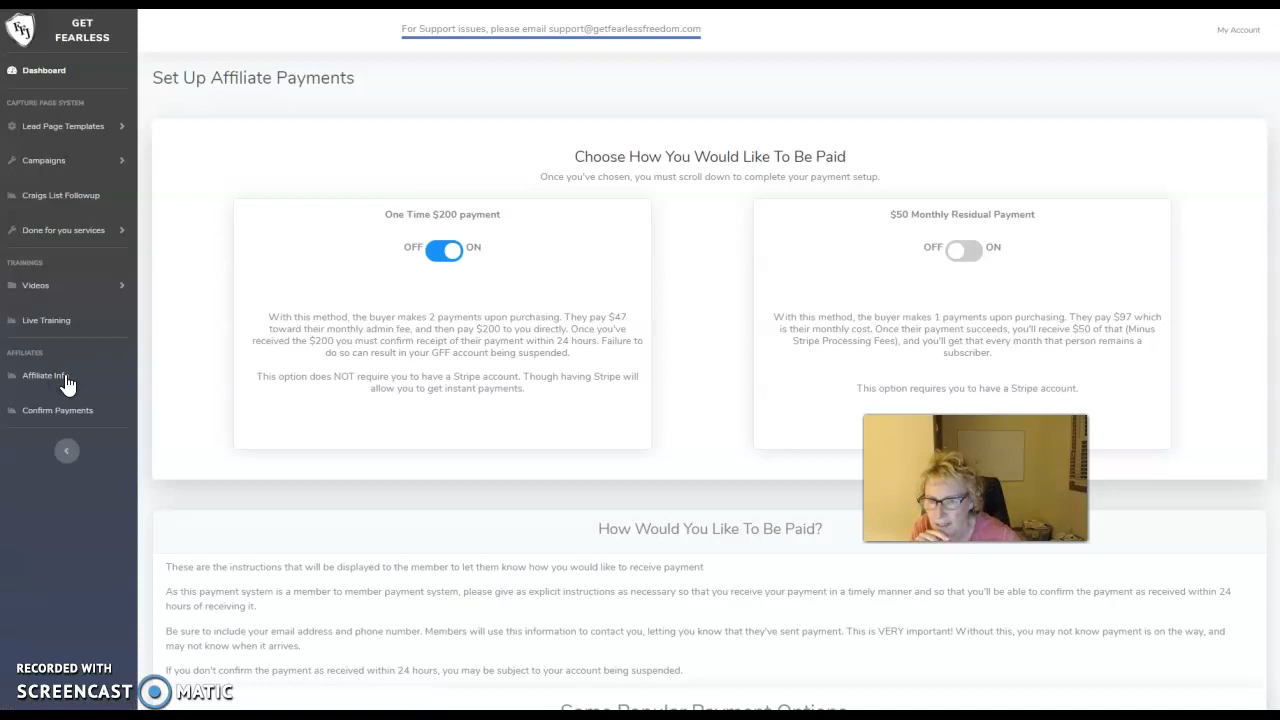 GET
FEARLESS
For Support issues, please email support@getfearlessfreedom.com
My Account
Dashboard
CAPTURE PAGE SYSTEM
Lead Page Templates
Campaigns
Craigs List Followup
Done for you services
TRAININGS
Videos
Live Training
AFFILIATES
Affiliate Info
Confirm Payments
Set Up Affiliate Payments
Choose How You Would Like To Be Paid
Once you've chosen, you must scroll down to complete your payment setup.
One Time $200 payment
OFF ON
With this method, the buyer makes 2 payments upon purchasing. They pay $47
toward their monthly admin fee, and then pay $200 to you directly. Once you've
received the $200 you must confirm receipt of their payment within 24 hours. Failure to
do so can result in your GFF account being suspended.
This option does NOT require you to have a Stripe account. Though having Stripe will
allow you to get instant payments.
$50 Monthly Residual Payment
OFF ON
With this method, the buyer makes 1 payments upon purchasing. They pay $97 which
is their monthly cost. Once their payment succeeds, you'll receive $50 of that (Minus
Stripe Processing Fees), and you'll get that every month that person remains a
subscriber.
This option requires you to have a Stripe account.
How Would You Like To Be Paid?
These are the instructions that will be displayed to the member to let them know how you would like to receive payment
As this payment system is a member to member payment system, please give as explicit instructions as necessary so that you receive your payment in a timely manner and so that you'll be able to confirm the payment as received within 24
hours of receiving it.
Be sure to include your email address and phone number. Members will use this information to contact you, letting you know that they've sent payment. This is VERY important! Without this, you may not know payment is on the way, and
may not know when it arrives.
If you don't confirm the payment as received within 24 hours, you may be subject to your account being suspended.
Some Popular Payment Options
RECORDED WITH
SCREENCAST MATIC